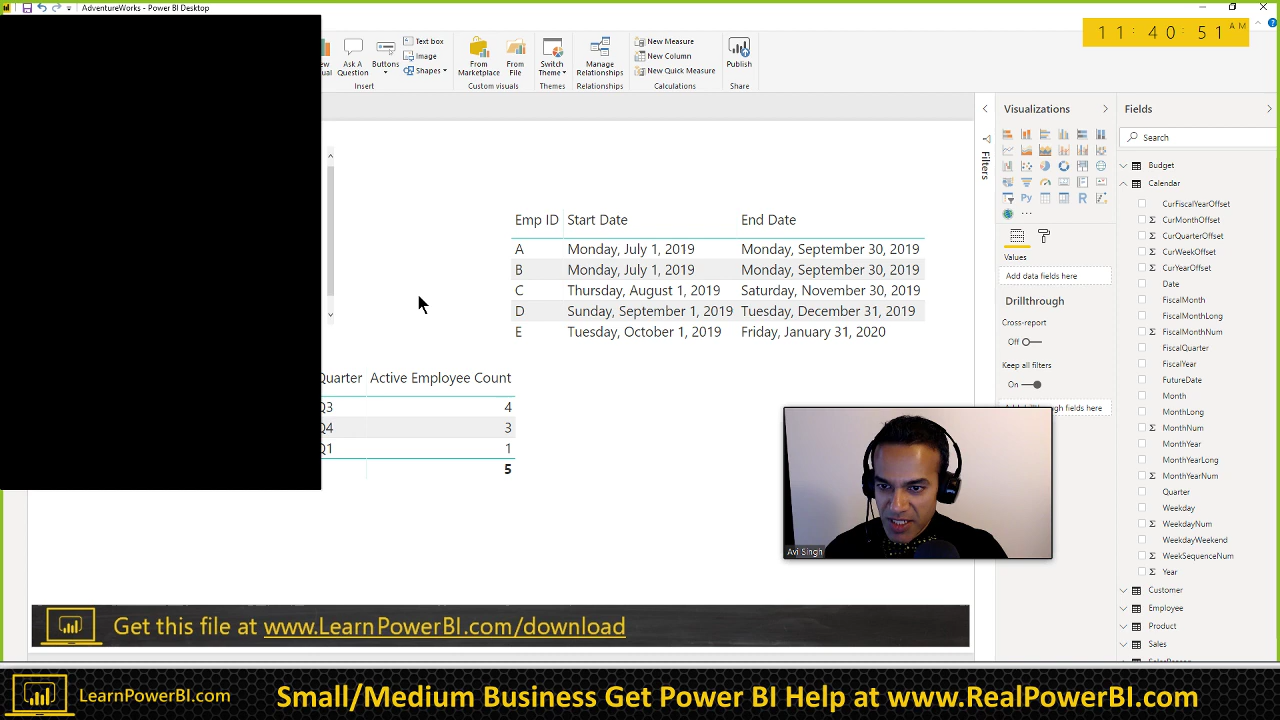 AdventureWorks - Power BI Desktop
11:40:51 AM
Ask A Question
Buttons
Text box
Image
Shapes
Insert
From Marketplace
From File
Custom visuals
Switch Theme
Themes
Manage Relationships
Relationships
New Measure
New Column
New Quick Measure
Calculations
Publish
Share
Emp ID Start Date End Date
A Monday, July 1, 2019 Monday, September 30, 2019
B Monday, July 1, 2019 Monday, September 30, 2019
C Thursday, August 1, 2019 Saturday, November 30, 2019
D Sunday, September 1, 2019 Tuesday, December 31, 2019
E Tuesday, October 1, 2019 Friday, January 31, 2020
Quarter Active Employee Count
Q3 4
Q4 3
Q1 1
5
Avi Singh
Get this file at www.LearnPowerBI.com/download
Filters
Visualizations
Py
R
Values
Add data fields here
Drillthrough
Cross-report
Off
Keep all filters
On
Fields
Search
Budget
Calendar
CurFiscalYearOffset
CurMonthOffset
CurQuarterOffset
CurWeekOffset
CurYearOffset
Date
FiscalMonth
FiscalMonthLong
FiscalMonthNum
FiscalQuarter
FiscalYear
FutureDate
Month
MonthLong
MonthNum
MonthYear
MonthYearLong
MonthYearNum
Quarter
Weekday
WeekdayNum
WeekdayWeekend
WeekSequenceNum
Year
Customer
Employee
Product
Sales
LearnPowerBI.com
Small/Medium Business Get Power BI Help at www.RealPowerBI.com